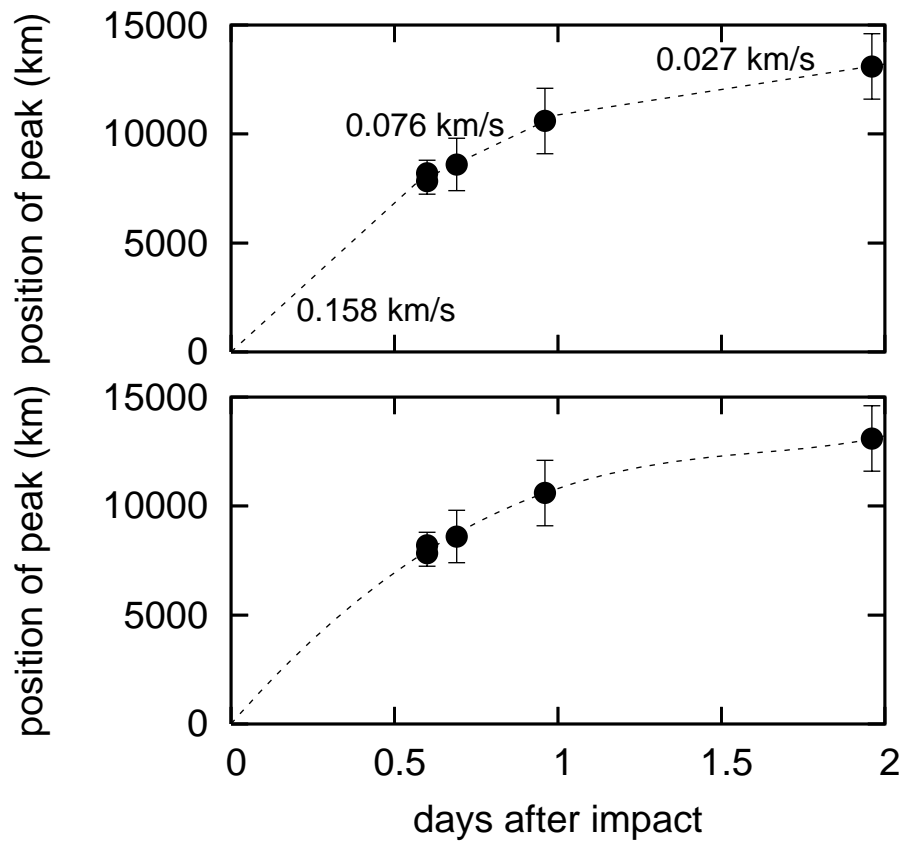 position of peak (km)
15000
10000
5000
0
0.158 km/s
0.076 km/s
0.027 km/s
position of peak (km)
15000
10000
5000
0
0 0.5 1 1.5 2
days after impact